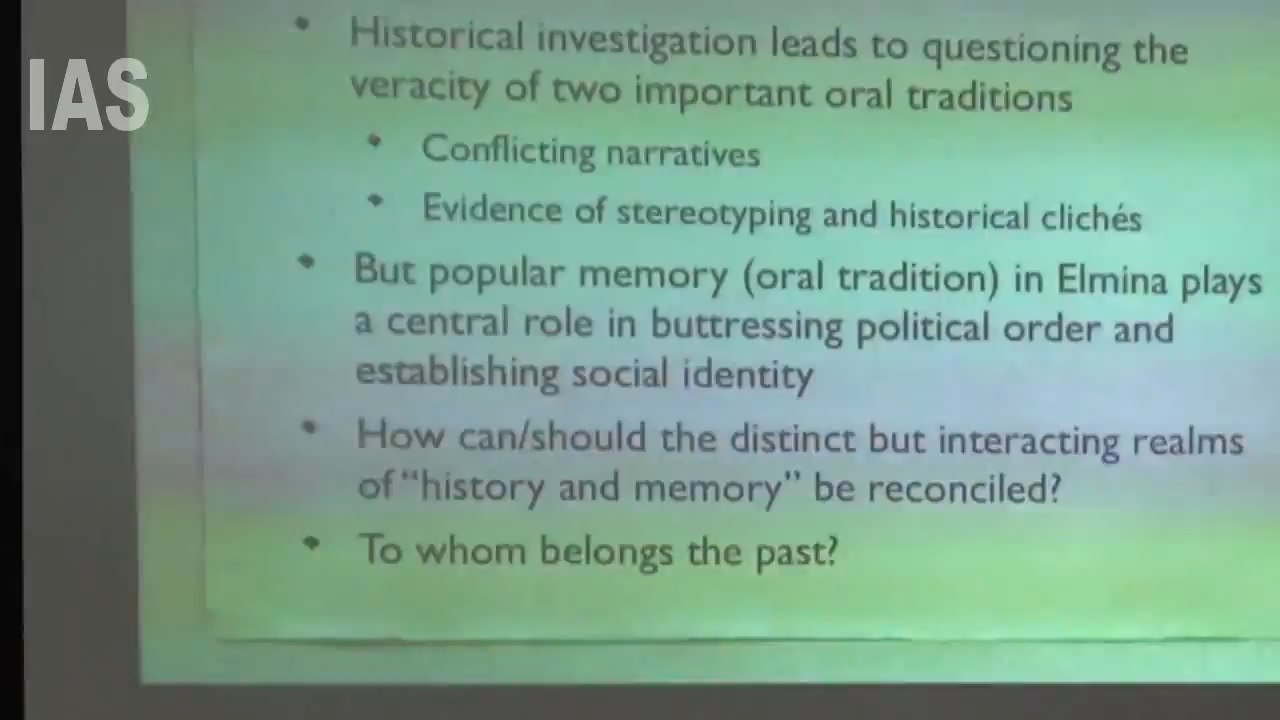 IAS
• Historical investigation leads to questioning the
veracity of two important oral traditions
• Conflicting narratives
• Evidence of stereotyping and historical clichés
• But popular memory (oral tradition) in Elmina plays
a central role in buttressing political order and
establishing social identity
• How can/should the distinct but interacting realms
of “history and memory” be reconciled?
• To whom belongs the past?